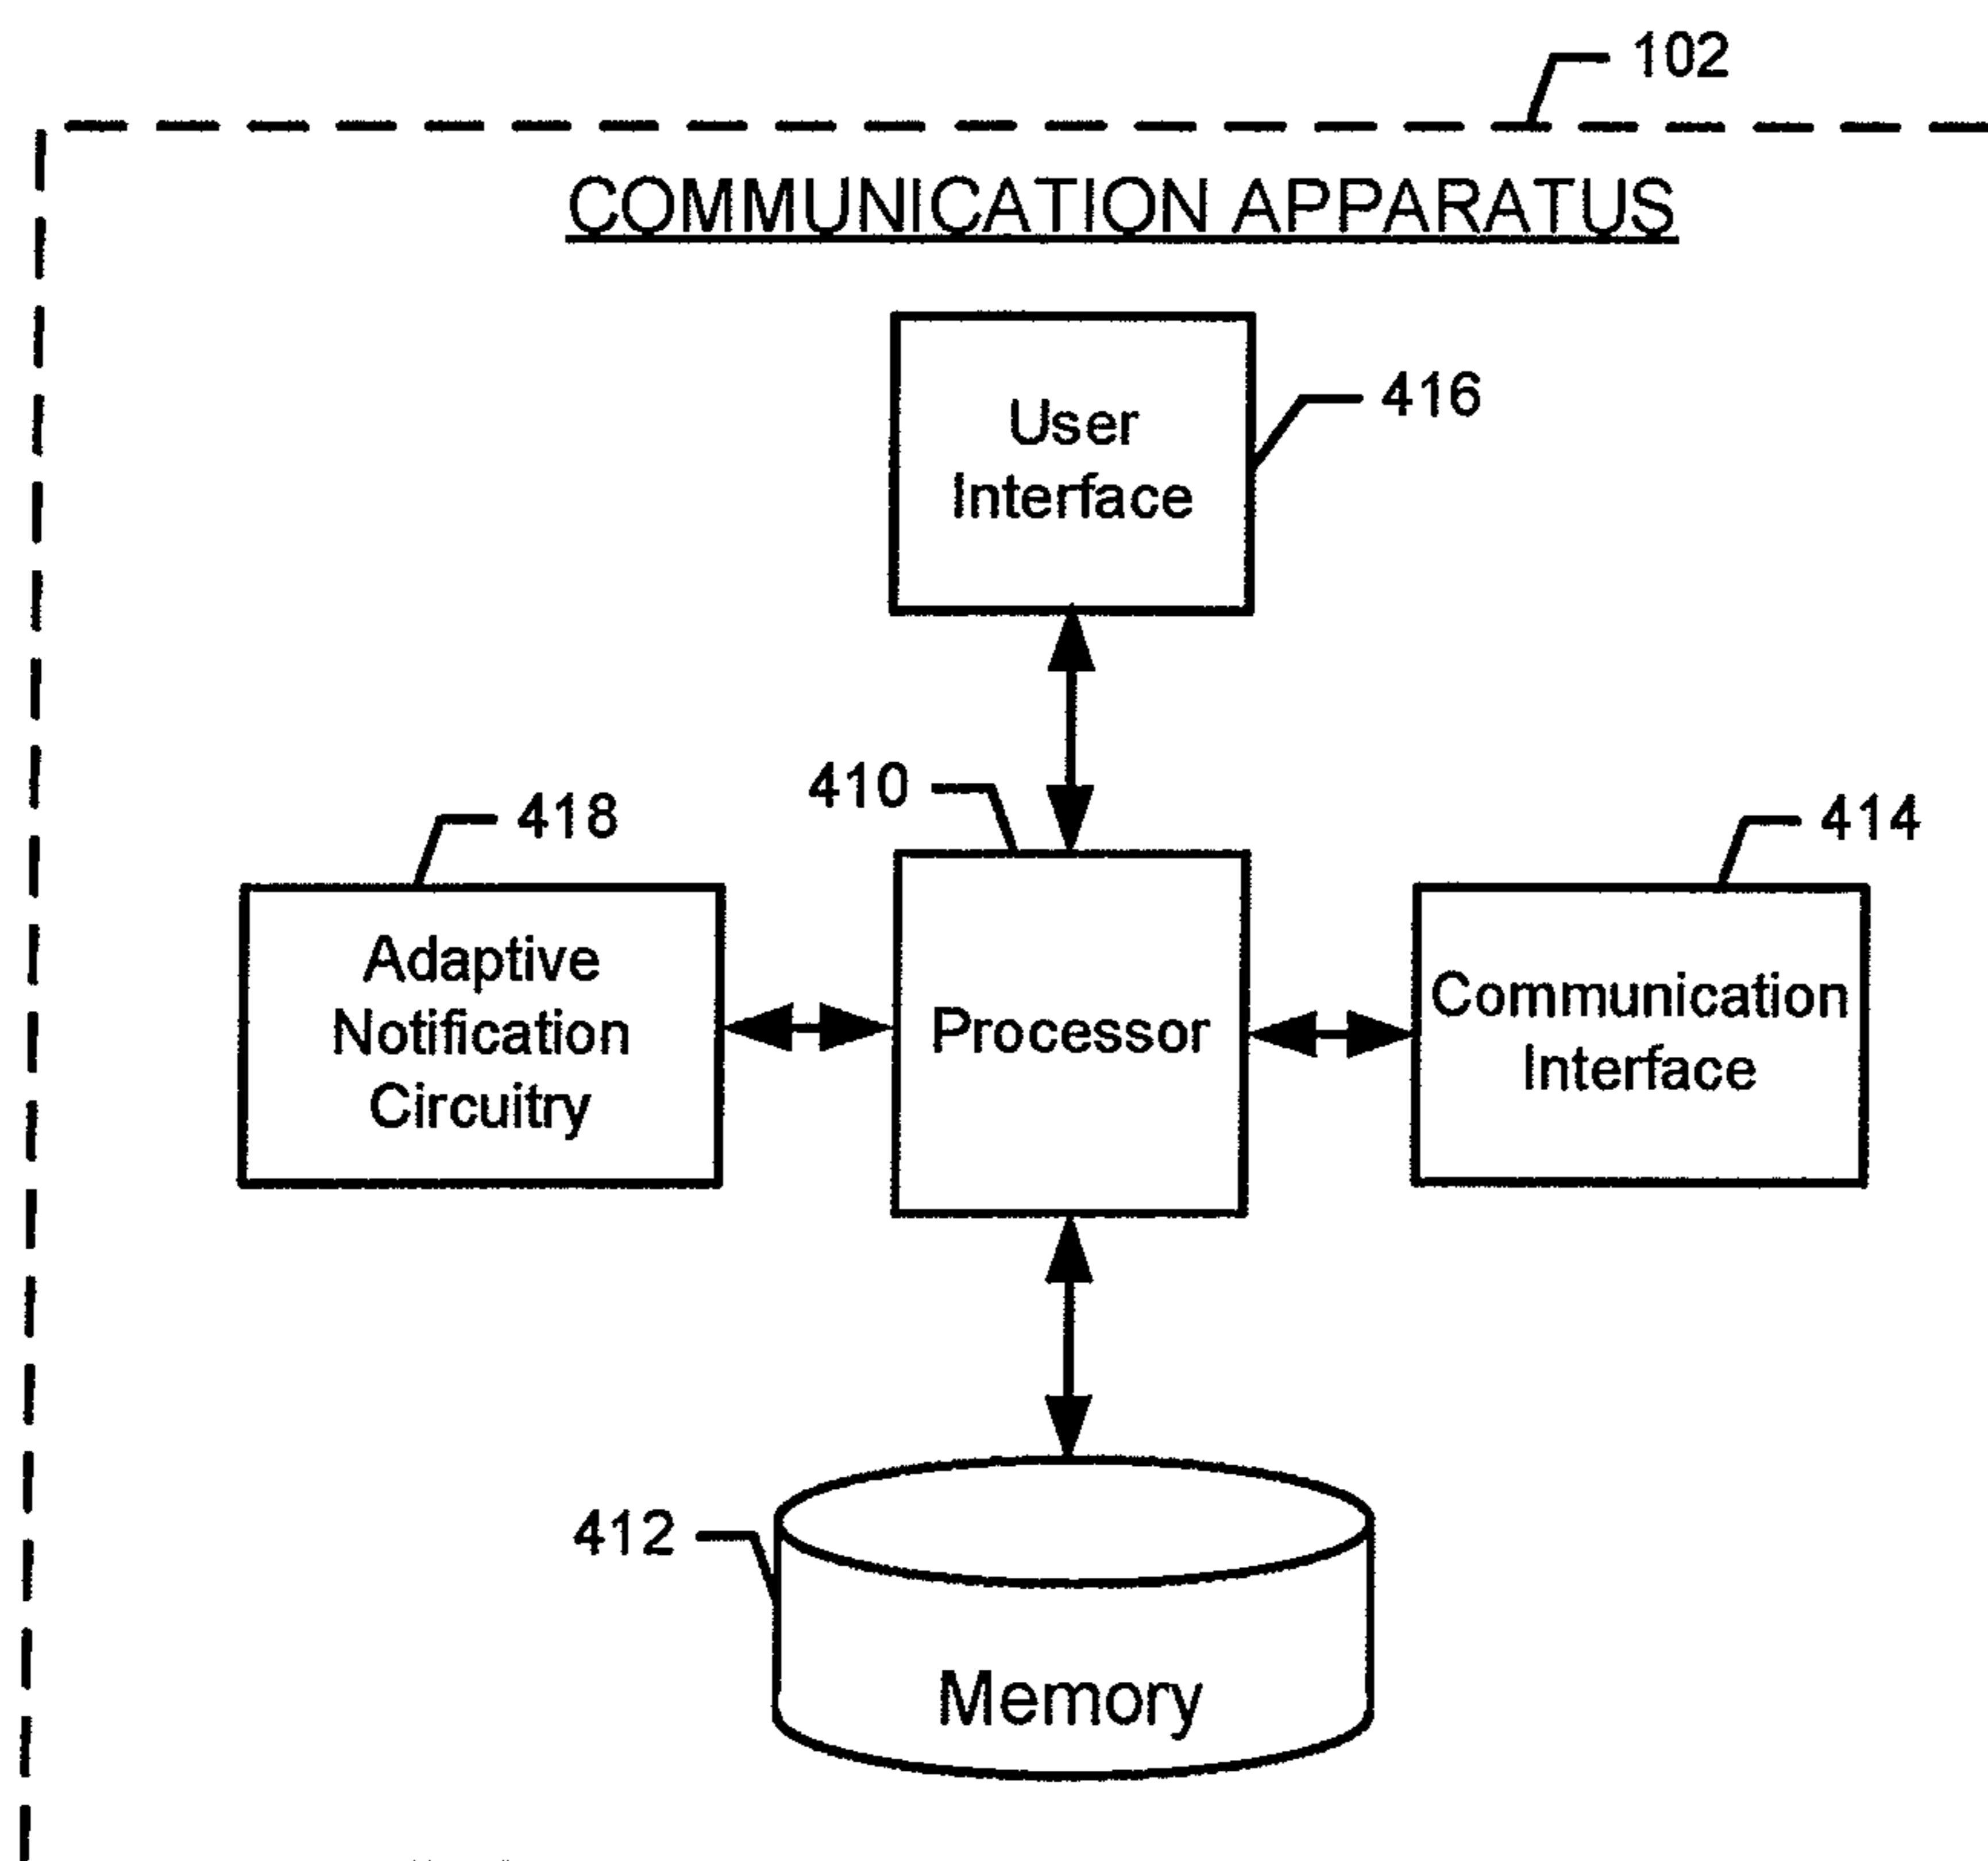 102
COMMUNICATION APPARATUS
User
Interface
416
410
418
414
Adaptive
Notification
Circuitry
Processor
Communication
Interface
412
Memory